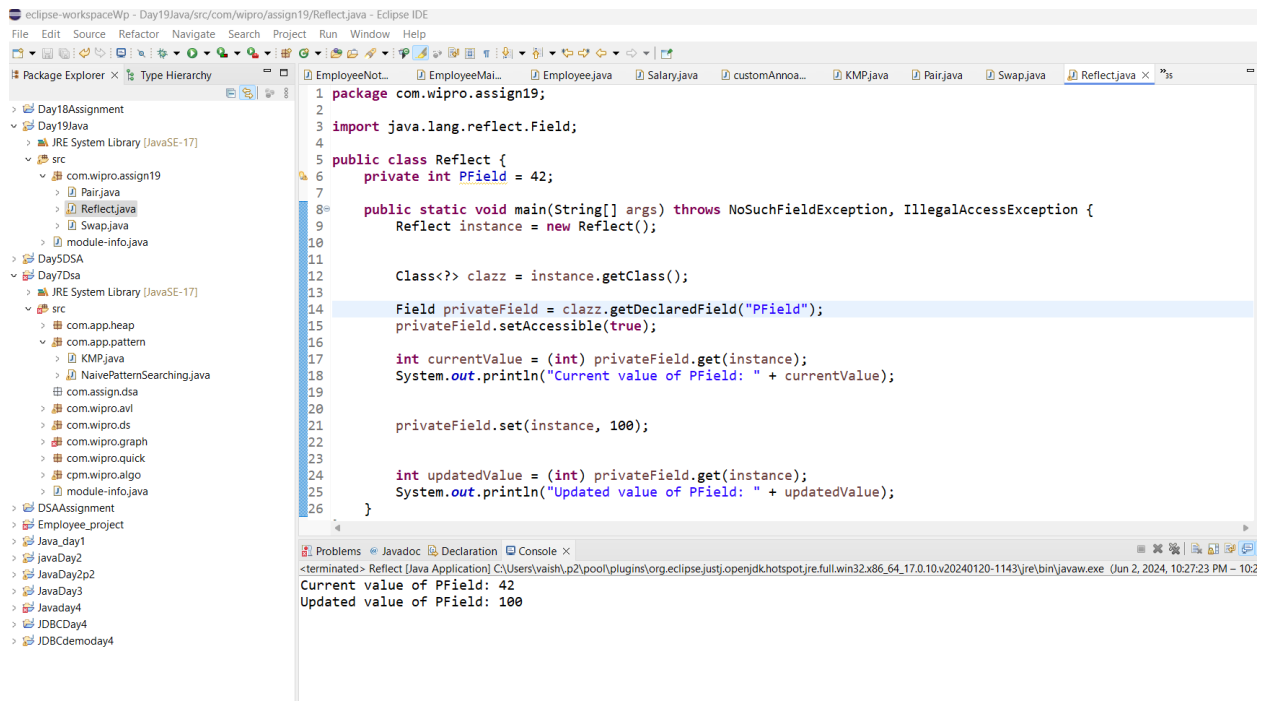 eclipse-workspaceWp - Day19Java/src/com/wipro/assign19/Reflect.java - Eclipse IDE
File Edit Source Refactor Navigate Search Project Run Window Help
Package Explorer Type Hierarchy
Day18Assignment
Day19Java
JRE System Library [JavaSE-17]
src
com.wipro.assign19
Pair.java
Reflect.java
Swap.java
module-info.java
Day5DSA
Day7Dsa
JRE System Library [JavaSE-17]
src
com.app.heap
com.app.pattern
KMP.java
NaivePatternSearching.java
com.assign.dsa
com.wipro.avl
com.wipro.ds
com.wipro.graph
com.wipro.quick
cpm.wipro.algo
module-info.java
DSAAssignment
Employee_project
Java_day1
javaDay2
JavaDay2p2
JavaDay3
Javaday4
JDBCDay4
JDBCdemoday4
EmployeeNot... EmployeeMai... Employee.java Salary.java customAnnoa... KMP.java Pair.java Swap.java Reflect.java 35
1 package com.wipro.assign19;
2
3 import java.lang.reflect.Field;
4
5 public class Reflect {
6 private int PField = 42;
7
8 public static void main(String[] args) throws NoSuchFieldException, IllegalAccessException {
9 Reflect instance = new Reflect();
10
11
12 Class<?> clazz = instance.getClass();
13
14 Field privateField = clazz.getDeclaredField("PField");
15 privateField.setAccessible(true);
16
17 int currentValue = (int) privateField.get(instance);
18 System.out.println("Current value of PField: " + currentValue);
19
20
21 privateField.set(instance, 100);
22
23
24 int updatedValue = (int) privateField.get(instance);
25 System.out.println("Updated value of PField: " + updatedValue);
26 }
Problems Javadoc Declaration Console
<terminated> Reflect [Java Application] C:\Users\vaish\.p2\pool\plugins\org.eclipse.justj.openjdk.hotspot.jre.full.win32.x86_64_17.0.10.v20240120-1143\jre\bin\javaw.exe (Jun 2, 2024, 10:27:23 PM – 10:2
Current value of PField: 42
Updated value of PField: 100